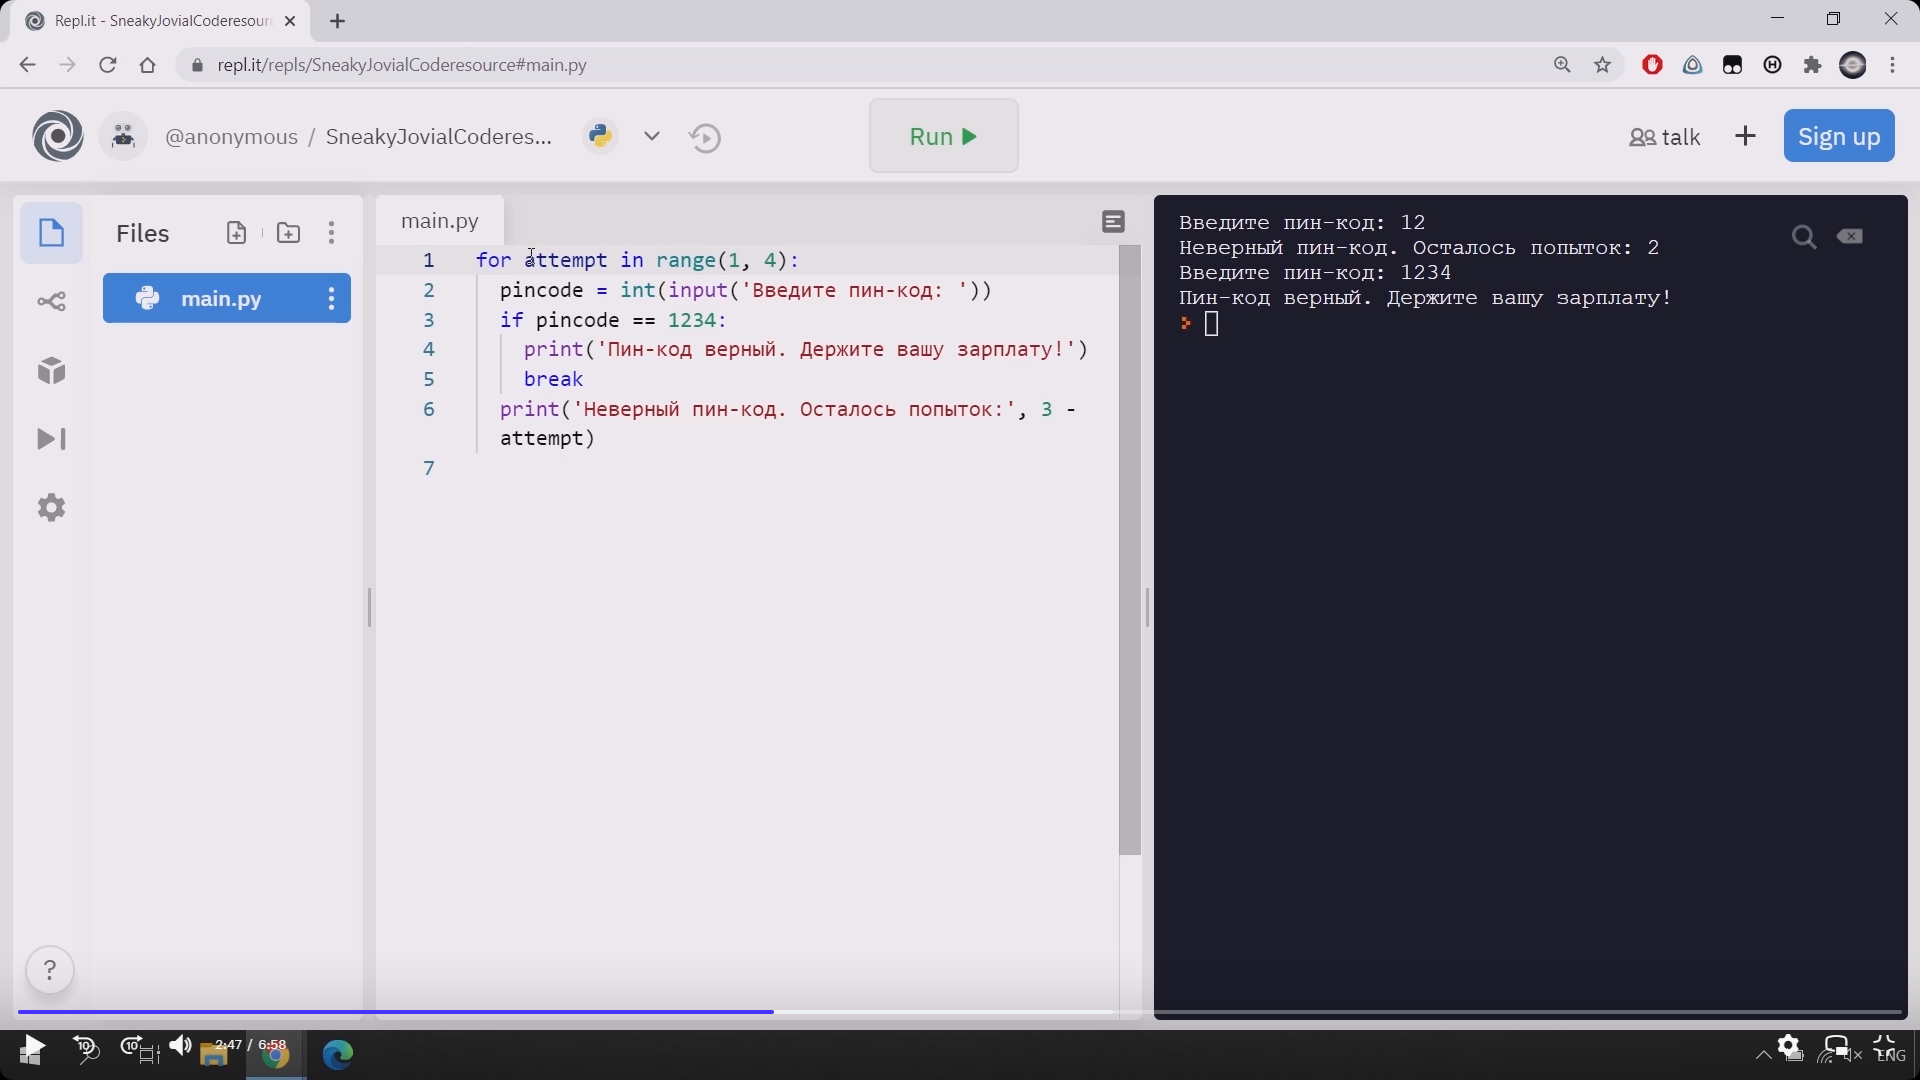 Repl.it - SneakyJovialCoderesour
repl.it/repls/SneakyJovialCoderesource#main.py
@anonymous / SneakyJovialCoderes...
Run
talk
Sign up
Files
main.py
main.py
1 for attempt in range(1, 4):
2 pincode = int(input('Введите пин-код: '))
3 if pincode == 1234:
4 print('Пин-код верный. Держите вашу зарплату!')
5 break
6 print('Неверный пин-код. Осталось попыток:', 3 -
attempt)
7
Введите пин-код: 12
Неверный пин-код. Осталось попыток: 2
Введите пин-код: 1234
Пин-код верный. Держите вашу зарплату!
?
10
10
2:47 / 6:58
ENG